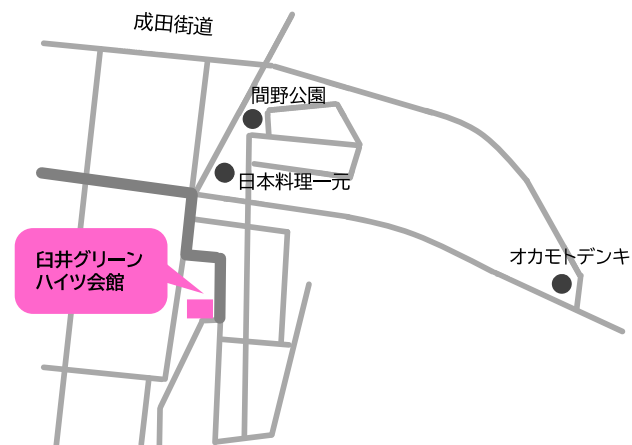 成田街道
間野公園
日本料理一元
オカモトデンキ
臼井グリーン
ハイツ会館